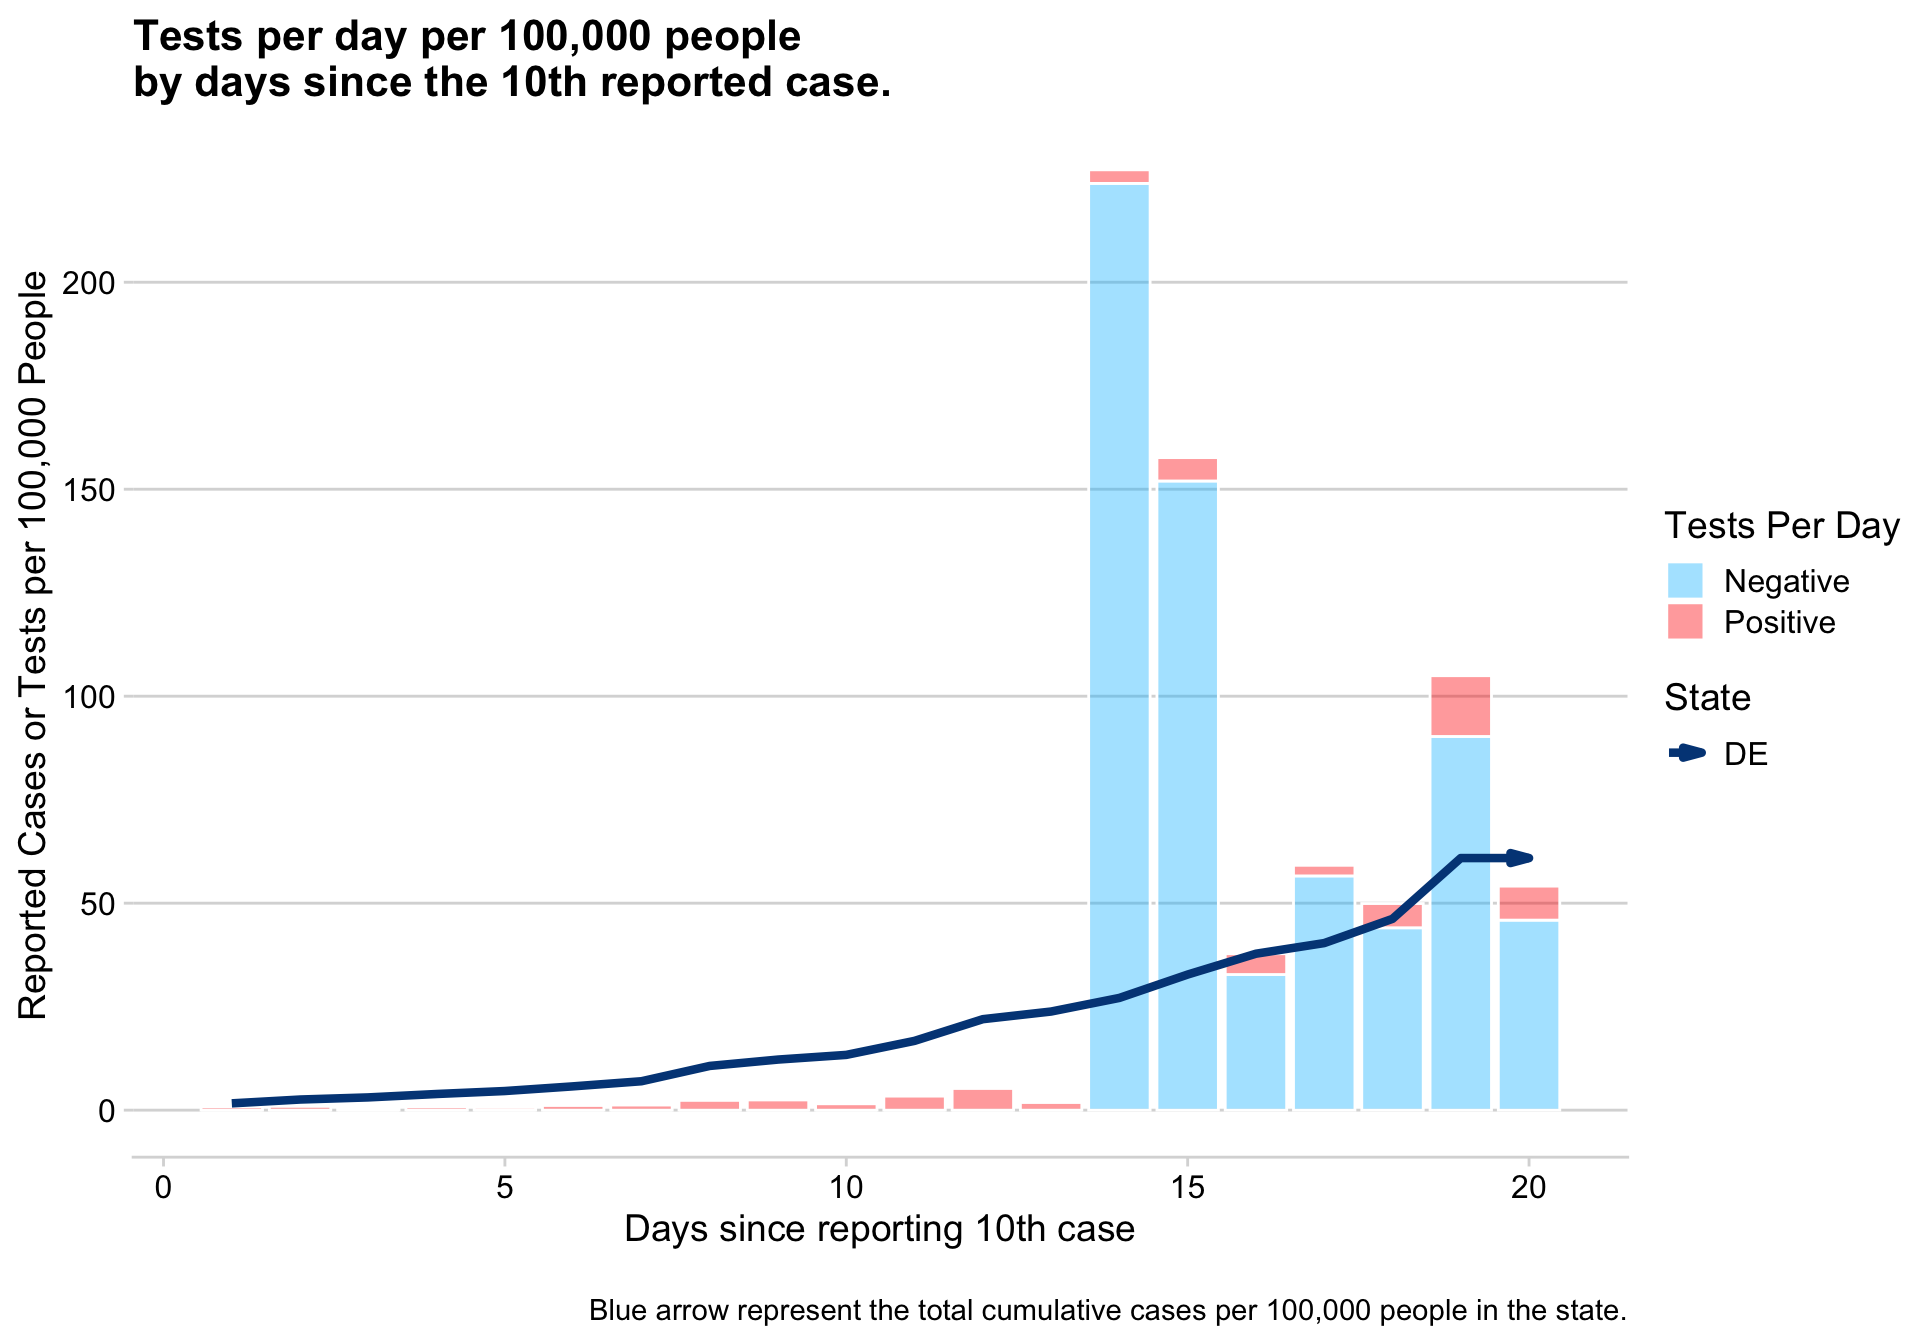 Tests per day per 100,000 people
by days since the 10th reported case.
Reported Cases or Tests per 100,000 People
200
150
100
50
0
0 5 10 15 20
Days since reporting 10th case
Tests Per Day
Negative
Positive
State
DE
Blue arrow represent the total cumulative cases per 100,000 people in the state.